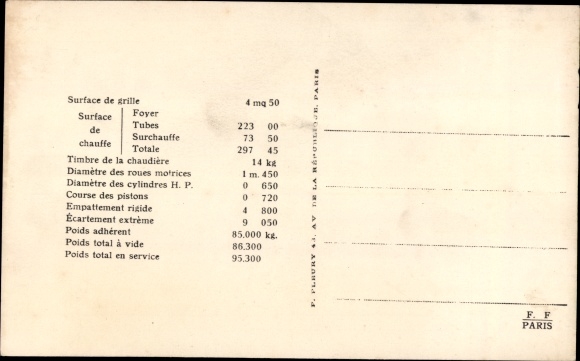 Surface de grille 4 mq 50
Surface de chauffe
Foyer
Tubes 223 00
Surchauffe 73 50
Totale 297 45
Timbre de la chaudière 14 kg
Diamètre des roues motrices 1 m. 450
Diamètre des cylindres H. P. 0 650
Course des pistons 0 720
Empattement rigide 4 800
Écartement extrème 9 050
Poids adhérent 85.000 kg.
Poids total à vide 86.300
Poids total en service 95.300
F. FLEURY AV. DE LA RÉPUBLIQUE, PARIS
F. F
PARIS